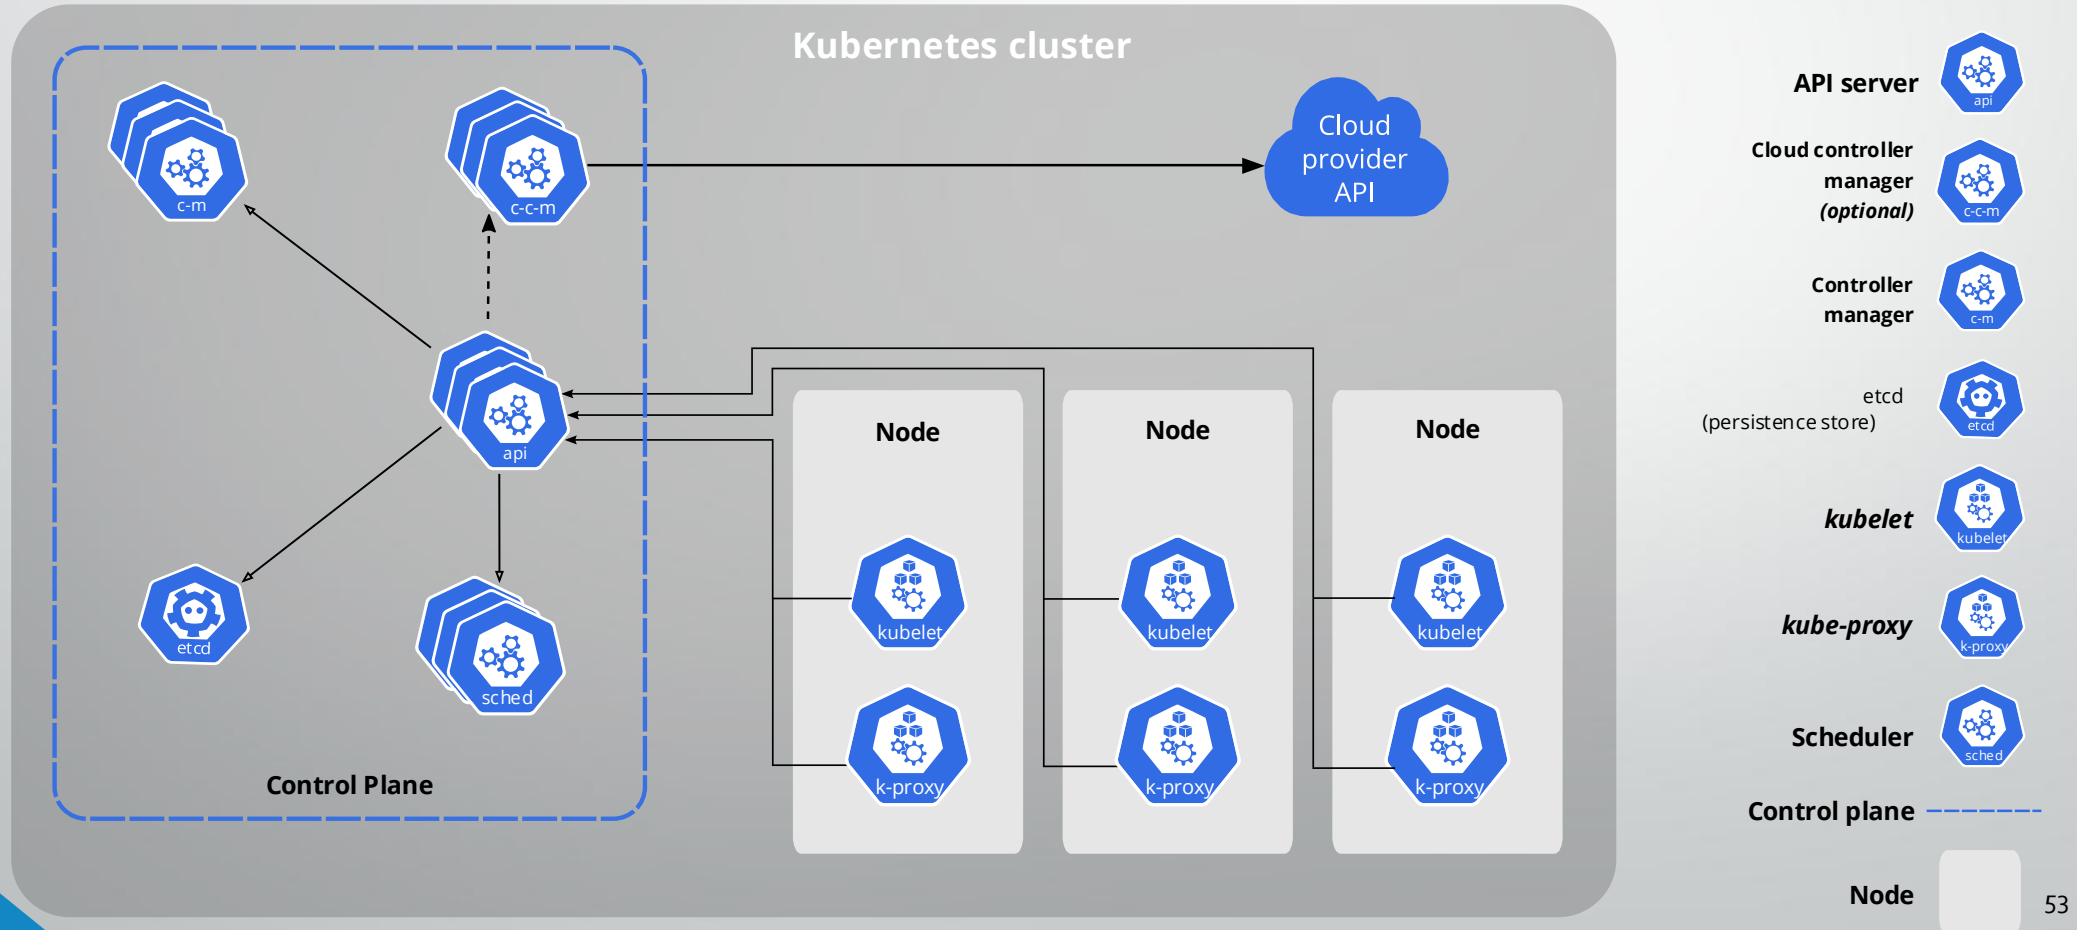 Kubernetes cluster
c-m
c-c-m
Cloud
provider
API
api
etcd
sched
Control Plane
Node
kubelet
k-proxy
Node
kubelet
k-proxy
Node
kubelet
k-proxy
API server
api
Cloud controller
manager
(optional)
c-c-m
Controller
manager
c-m
etcd
(persistence store)
etcd
kubelet
kubelet
kube-proxy
k-proxy
Scheduler
sched
Control plane
Node
53